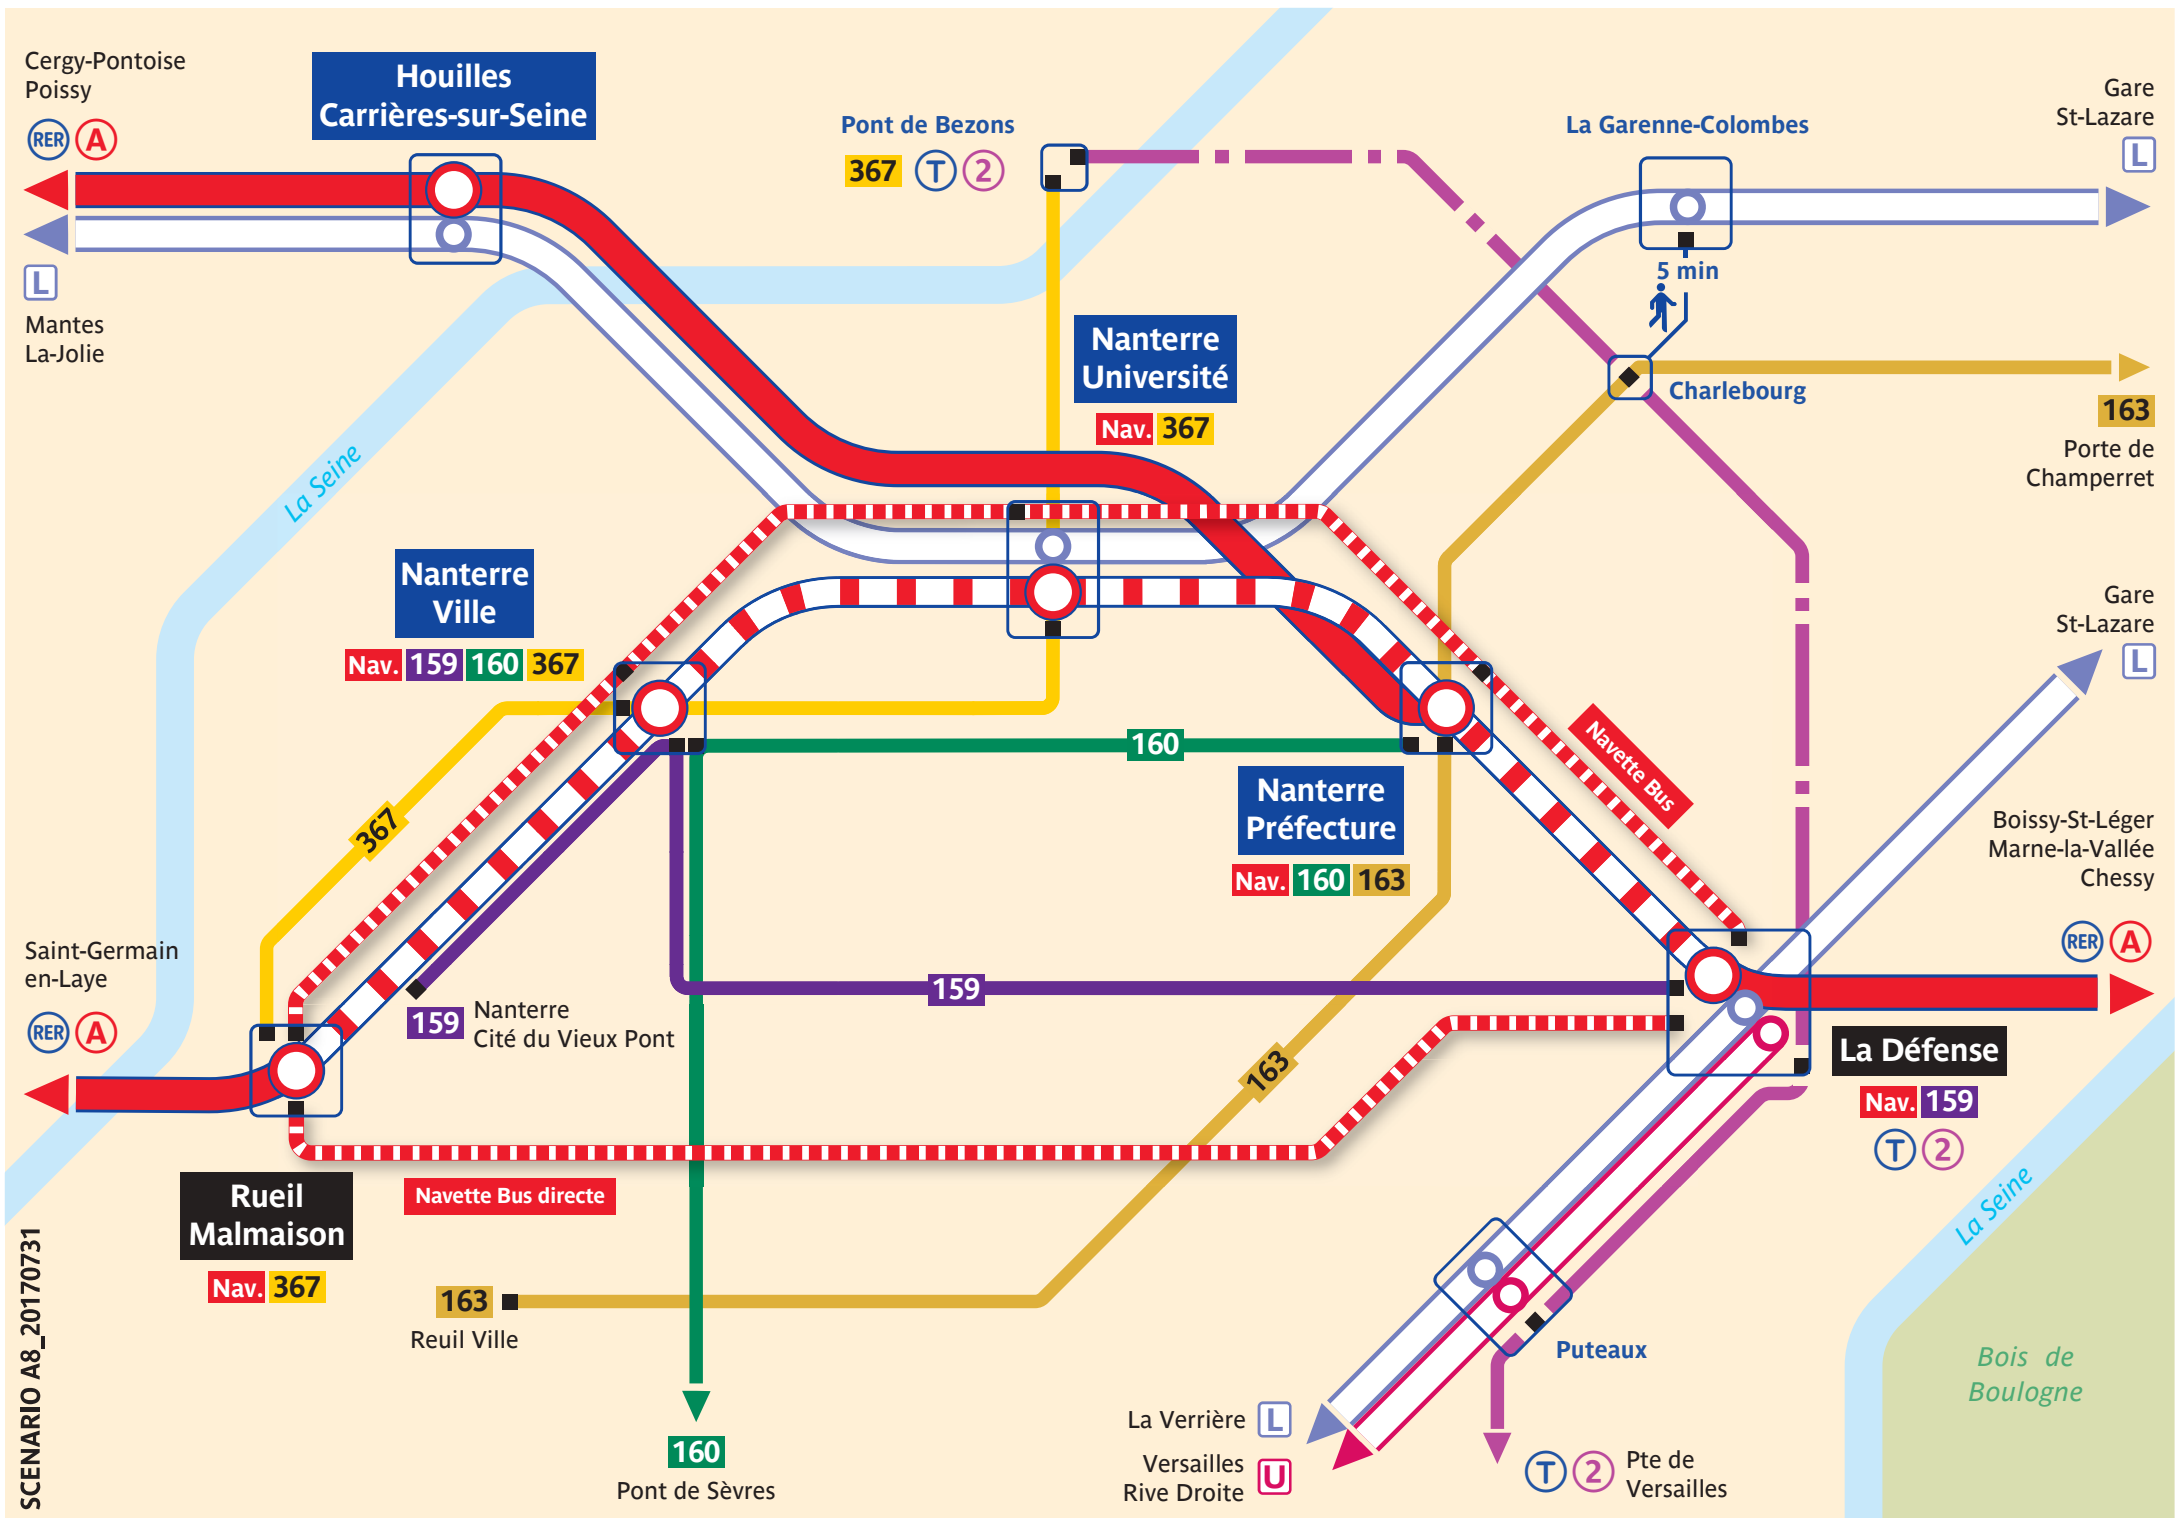 Cergy-Pontoise
Poissy
RER A
Houilles
Carrières-sur-Seine
Pont de Bezons
367 T 2
La Garenne-Colombes
Gare
St-Lazare
L
L
Mantes
La-Jolie
5 min
Nanterre
Université
Nav. 367
Charlebourg
163
Porte de
Champerret
La Seine
Nanterre
Ville
Nav. 159 160 367
Gare
St-Lazare
L
160
Navette Bus
Nanterre
Préfecture
Nav. 160 163
367
Boissy-St-Léger
Marne-la-Vallée
Chessy
RER A
Saint-Germain
en-Laye
RER A
159
Nanterre
Cité du Vieux Pont
159
163
La Défense
Nav. 159
T 2
Rueil
Malmaison
Nav. 367
Navette Bus directe
La Seine
163
Reuil Ville
Puteaux
Bois de
Boulogne
160
Pont de Sèvres
La Verrière L
Versailles
Rive Droite
U
T 2
Pte de
Versailles
SCENARIO A8_20170731